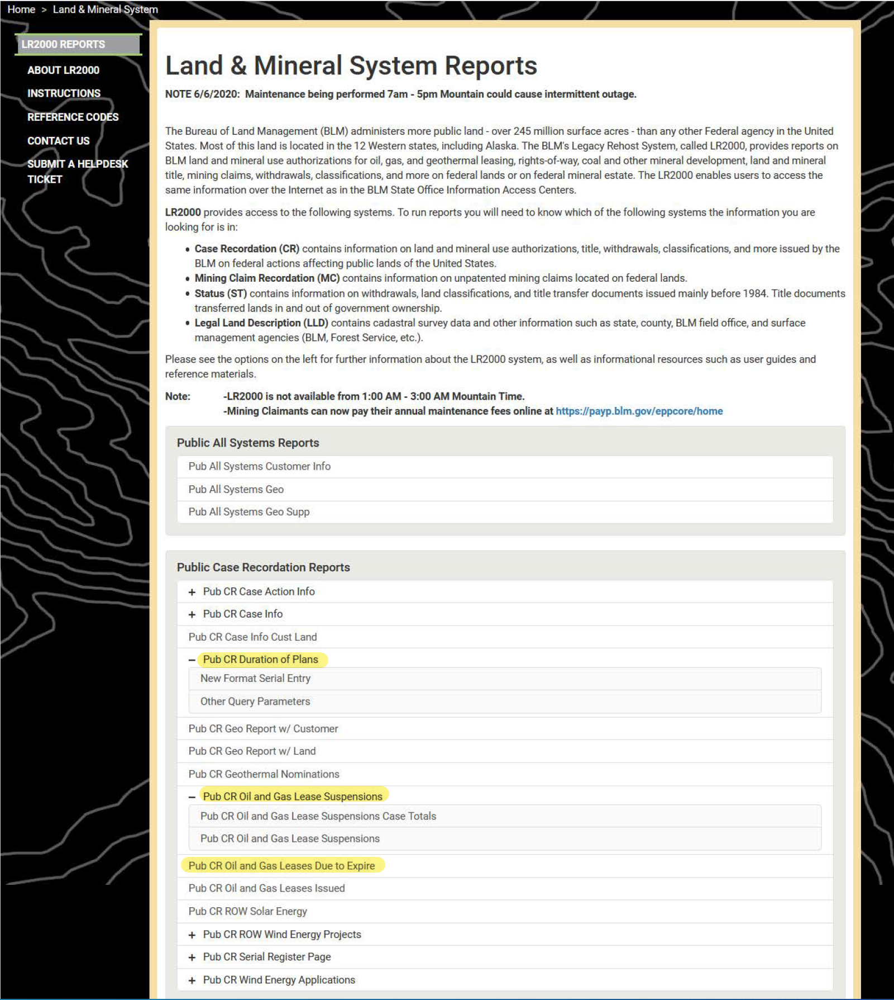 Home > Land & Mineral System
LR2000 REPORTS
ABOUT LR2000
INSTRUCTIONS
REFERENCE CODES
CONTACT US
SUBMIT A HELPDESK
TICKET
Land & Mineral System Reports
NOTE 6/6/2020: Maintenance being performed 7am - 5pm Mountain could cause intermittent outage.
The Bureau of Land Management (BLM) administers more public land - over 245 million surface acres - than any other Federal agency in the United
States. Most of this land is located in the 12 Western states, including Alaska. The BLM's Legacy Rehost System, called LR2000, provides reports on
BLM land and mineral use authorizations for oil, gas, and geothermal leasing, rights-of-way, coal and other mineral development, land and mineral
title, mining claims, withdrawals, classifications, and more on federal lands or on federal mineral estate. The LR2000 enables users to access the
same information over the Internet as in the BLM State Office Information Access Centers.
LR2000 provides access to the following systems. To run reports you will need to know which of the following systems the information you are
looking for is in:
• Case Recordation (CR) contains information on land and mineral use authorizations, title, withdrawals, classifications, and more issued by the
BLM on federal actions affecting public lands of the United States.
• Mining Claim Recordation (MC) contains information on unpatented mining claims located on federal lands.
• Status (ST) contains information on withdrawals, land classifications, and title transfer documents issued mainly before 1984. Title documents
transferred lands in and out of government ownership.
• Legal Land Description (LLD) contains cadastral survey data and other information such as state, county, BLM field office, and surface
management agencies (BLM, Forest Service, etc.).
Please see the options on the left for further information about the LR2000 system, as well as informational resources such as user guides and
reference materials.
Note: -LR2000 is not available from 1:00 AM - 3:00 AM Mountain Time.
-Mining Claimants can now pay their annual maintenance fees online at https://payp.blm.gov/eppcore/home
Public All Systems Reports
Pub All Systems Customer Info
Pub All Systems Geo
Pub All Systems Geo Supp
Public Case Recordation Reports
+ Pub CR Case Action Info
+ Pub CR Case Info
Pub CR Case Info Cust Land
− Pub CR Duration of Plans
New Format Serial Entry
Other Query Parameters
Pub CR Geo Report w/ Customer
Pub CR Geo Report w/ Land
Pub CR Geothermal Nominations
− Pub CR Oil and Gas Lease Suspensions
Pub CR Oil and Gas Lease Suspensions Case Totals
Pub CR Oil and Gas Lease Suspensions
Pub CR Oil and Gas Leases Due to Expire
Pub CR Oil and Gas Leases Issued
Pub CR ROW Solar Energy
+ Pub CR ROW Wind Energy Projects
+ Pub CR Serial Register Page
+ Pub CR Wind Energy Applications